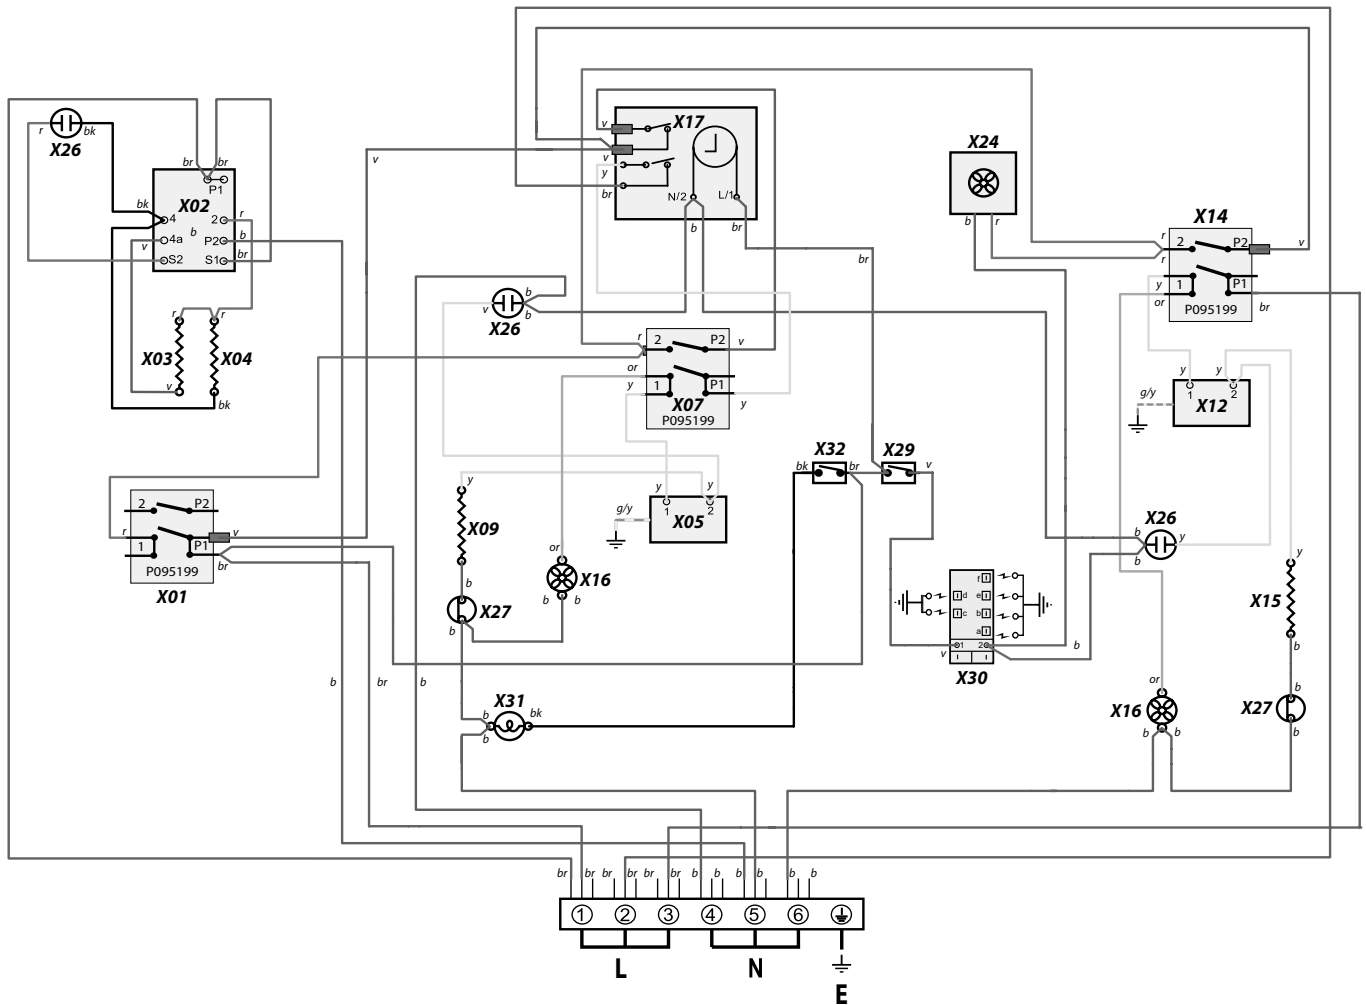 X26
r
bk
br
br
P1
X02
bk
4
2
r
b
v
4a
P2
b
S2
S1
br
r
r
X03
X04
v
bk
v
v
X17
v
y
br
N/2
L/1
b
br
br
b
v
b
X26
r
2
P2
v
or
y
1
P1
X07
P095199
y
X24
b
r
X14
r
2
P2
v
r
y
1
P1
or
P095199
br
y
y
g/y
1
2
X12
2
P2
r
v
1
P1
br
P095199
X01
y
y
y
1
2
X05
g/y
X09
or
X16
b
b
b
X27
b
X32
X29
bk
br
v
f
d
e
c
b
a
1
2
v
X30
b
X26
b
y
b
y
X15
b
or
b
X16
X27
b
b
b
b
br
b
X31
b
bk
b
br
br
br
br
br
br
b
b
b
b
b
b
1
2
3
4
5
6
L
N
E